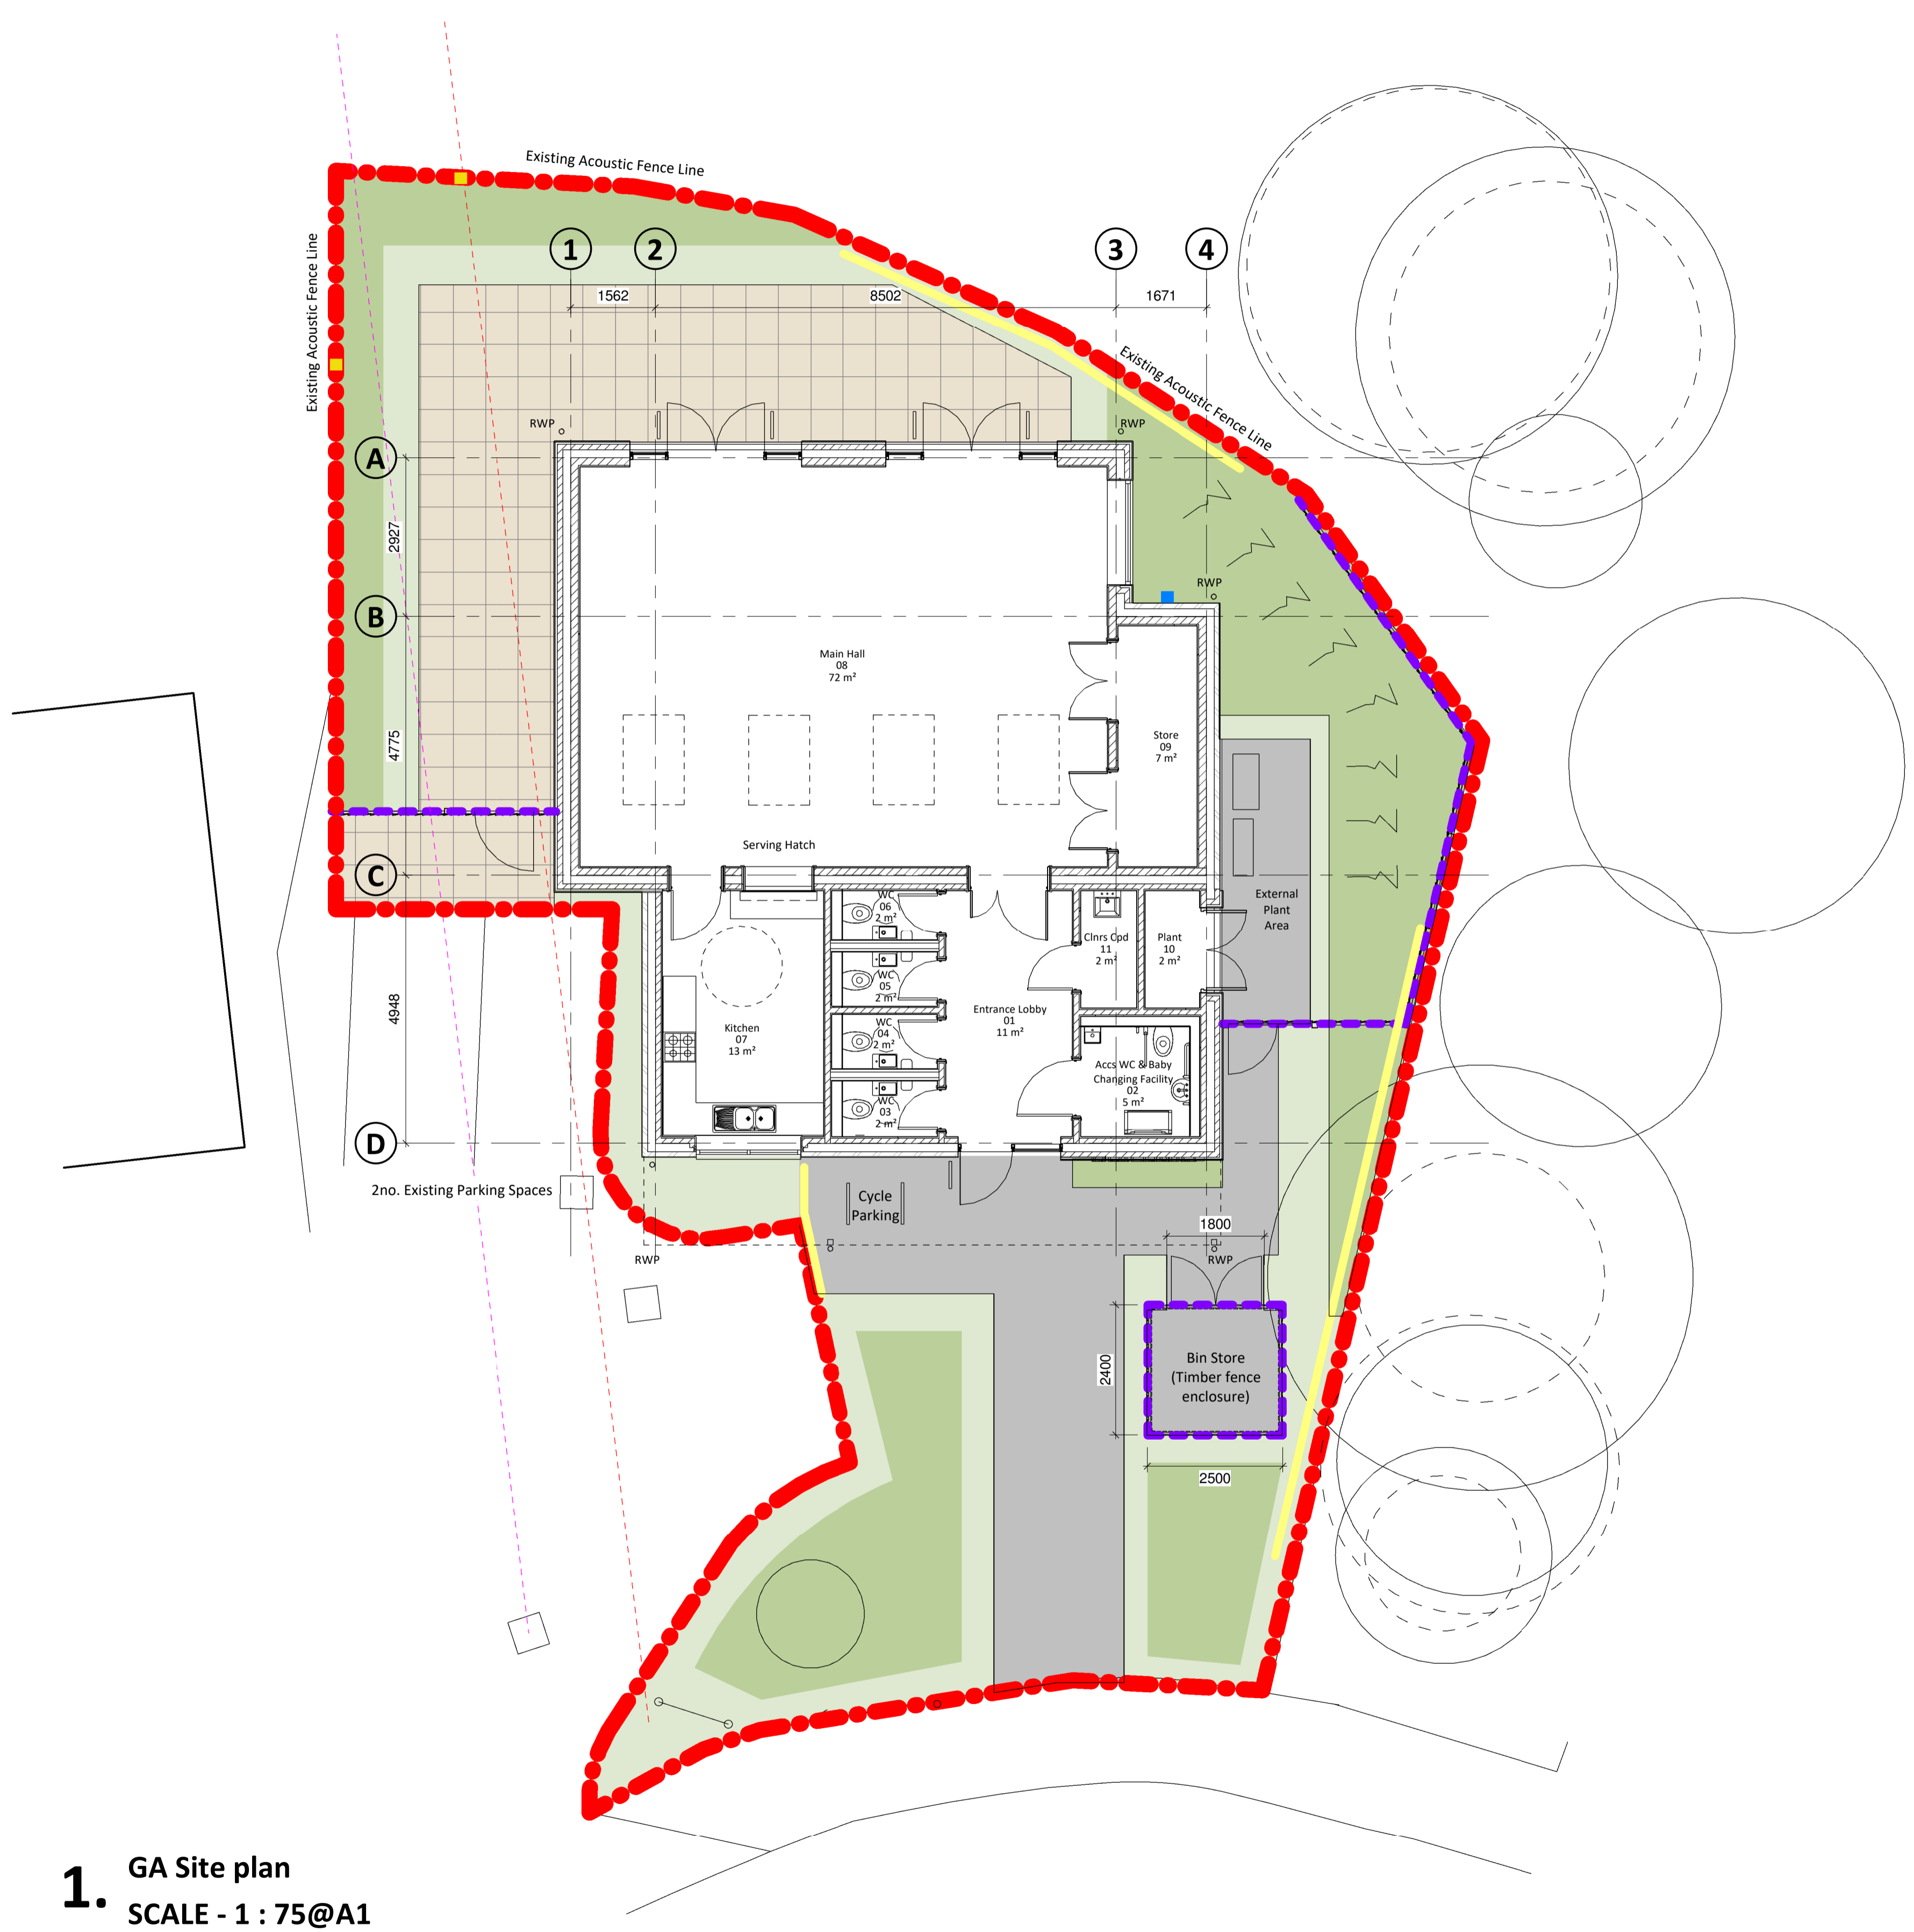 Existing Acoustic Fence Line
Existing Acoustic Fence Line
1
2
3
4
1562
8502
1671
Existing Acoustic Fence Line
RWP
RWP
A
2927
RWP
B
Main Hall
08
72 m²
4775
Store
09
7 m²
Serving Hatch
C
WC
06
2 m²
External
Plant
Area
Clnrs Cpd
11
2 m²
Plant
10
2 m²
WC
05
2 m²
4948
Entrance Lobby
01
11 m²
Kitchen
07
13 m²
WC
04
2 m²
Accs WC & Baby
Changing Facility
02
5 m²
WC
03
2 m²
D
2no. Existing Parking Spaces
Cycle
Parking
1800
RWP
RWP
2400
Bin Store
(Timber fence
enclosure)
2500
1.
GA Site plan
SCALE - 1 : 75@A1